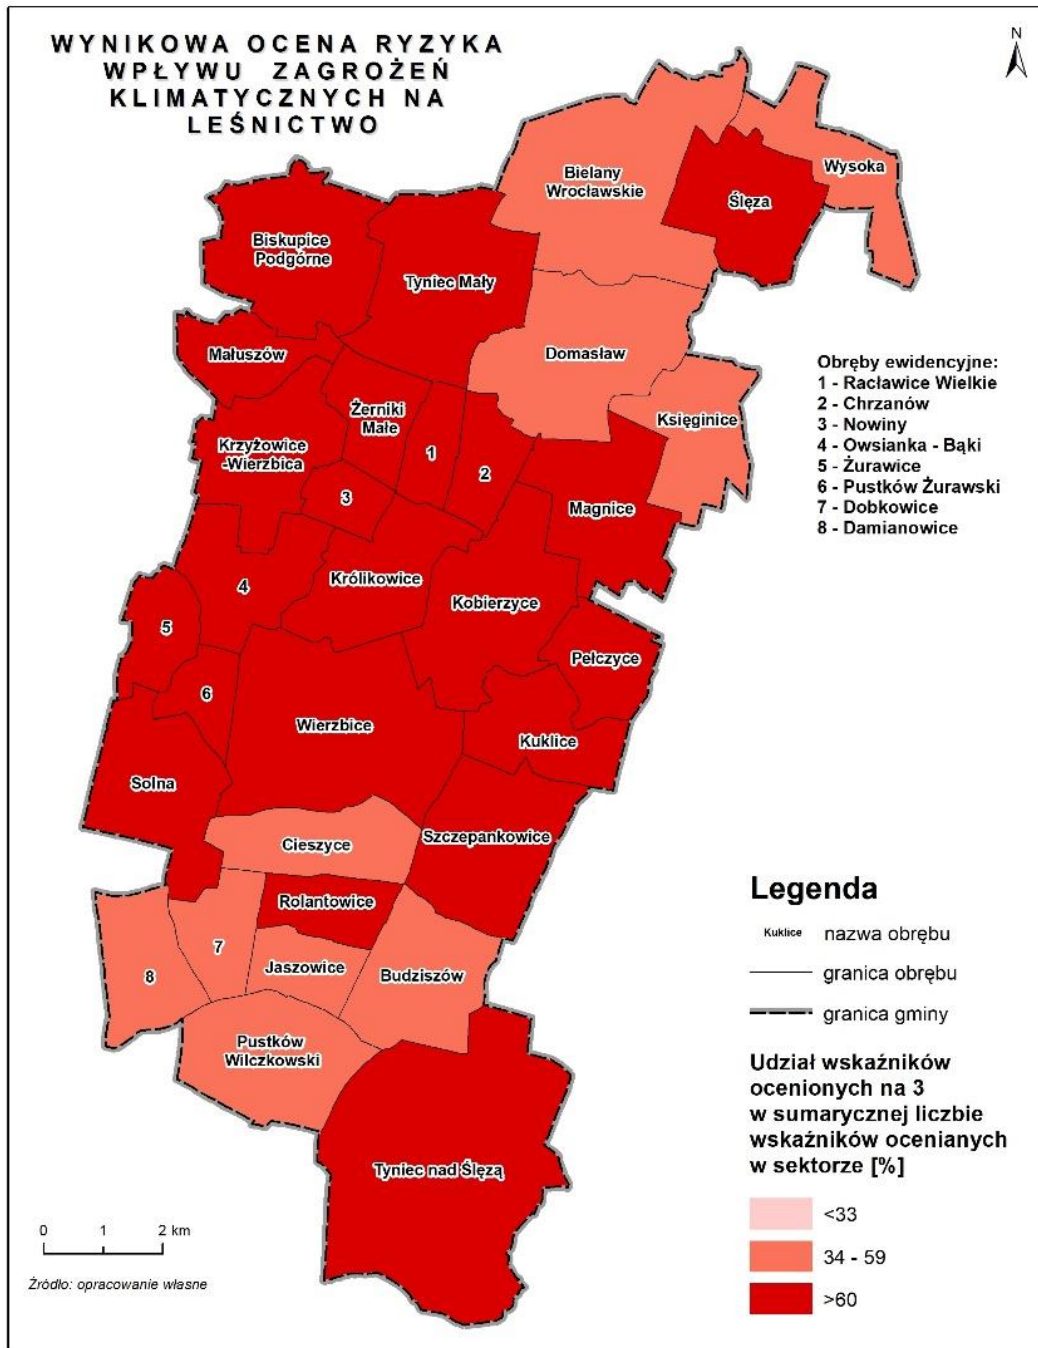 WYNIKOWA OCENA RYZYKA
WPŁYWU ZAGROŻEŃ
KLIMATYCZNYCH NA
LEŚNICTWO
N
Bielany
Wrocławskie
Wysoka
Ślęza
Biskupice
Podgórne
Tyniec Mały
Małuszów
Domasław
Żerniki
Małe
Księginice
Krzyżowice
-Wierzbica
1
2
3
Magnice
4
Królikowice
Kobierzyce
5
Pełczyce
6
Wierzbice
Kuklice
Solna
Cieszyce
Szczepankowice
Rolantowice
7
8
Jaszowice
Budziszów
Pustków
Wilczkowski
Tyniec nad Ślęzą
Obręby ewidencyjne:
1 - Racławice Wielkie
2 - Chrzanów
3 - Nowiny
4 - Owsianka - Bąki
5 - Żurawice
6 - Pustków Żurawski
7 - Dobkowice
8 - Damianowice
Legenda
Kuklice nazwa obrębu
granica obrębu
granica gminy
Udział wskaźników
ocenionych na 3
w sumarycznej liczbie
wskaźników ocenianych
w sektorze [%]
<33
34 - 59
>60
0 1 2 km
Źródło: opracowanie własne